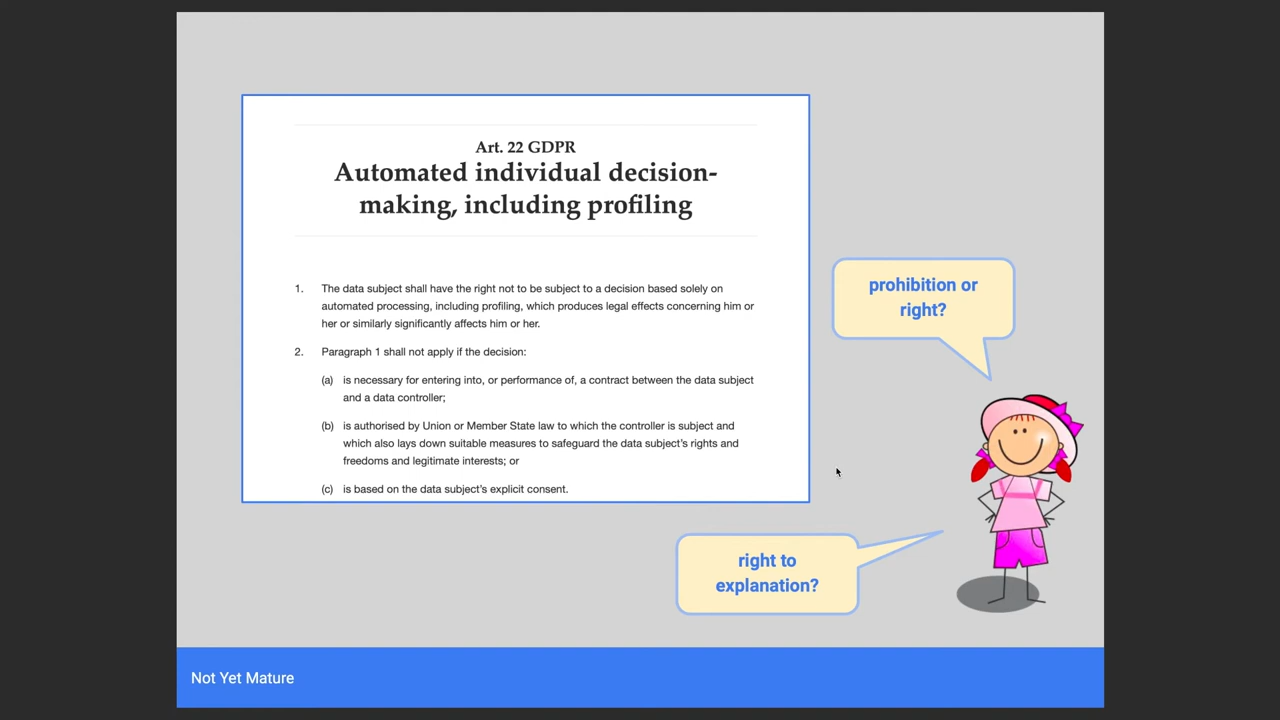 Art. 22 GDPR
Automated individual decision-
making, including profiling
1. The data subject shall have the right not to be subject to a decision based solely on
automated processing, including profiling, which produces legal effects concerning him or
her or similarly significantly affects him or her.
2. Paragraph 1 shall not apply if the decision:
(a) is necessary for entering into, or performance of, a contract between the data subject
and a data controller;
(b) is authorised by Union or Member State law to which the controller is subject and
which also lays down suitable measures to safeguard the data subject’s rights and
freedoms and legitimate interests; or
(c) is based on the data subject’s explicit consent.
prohibition or
right?
right to
explanation?
Not Yet Mature